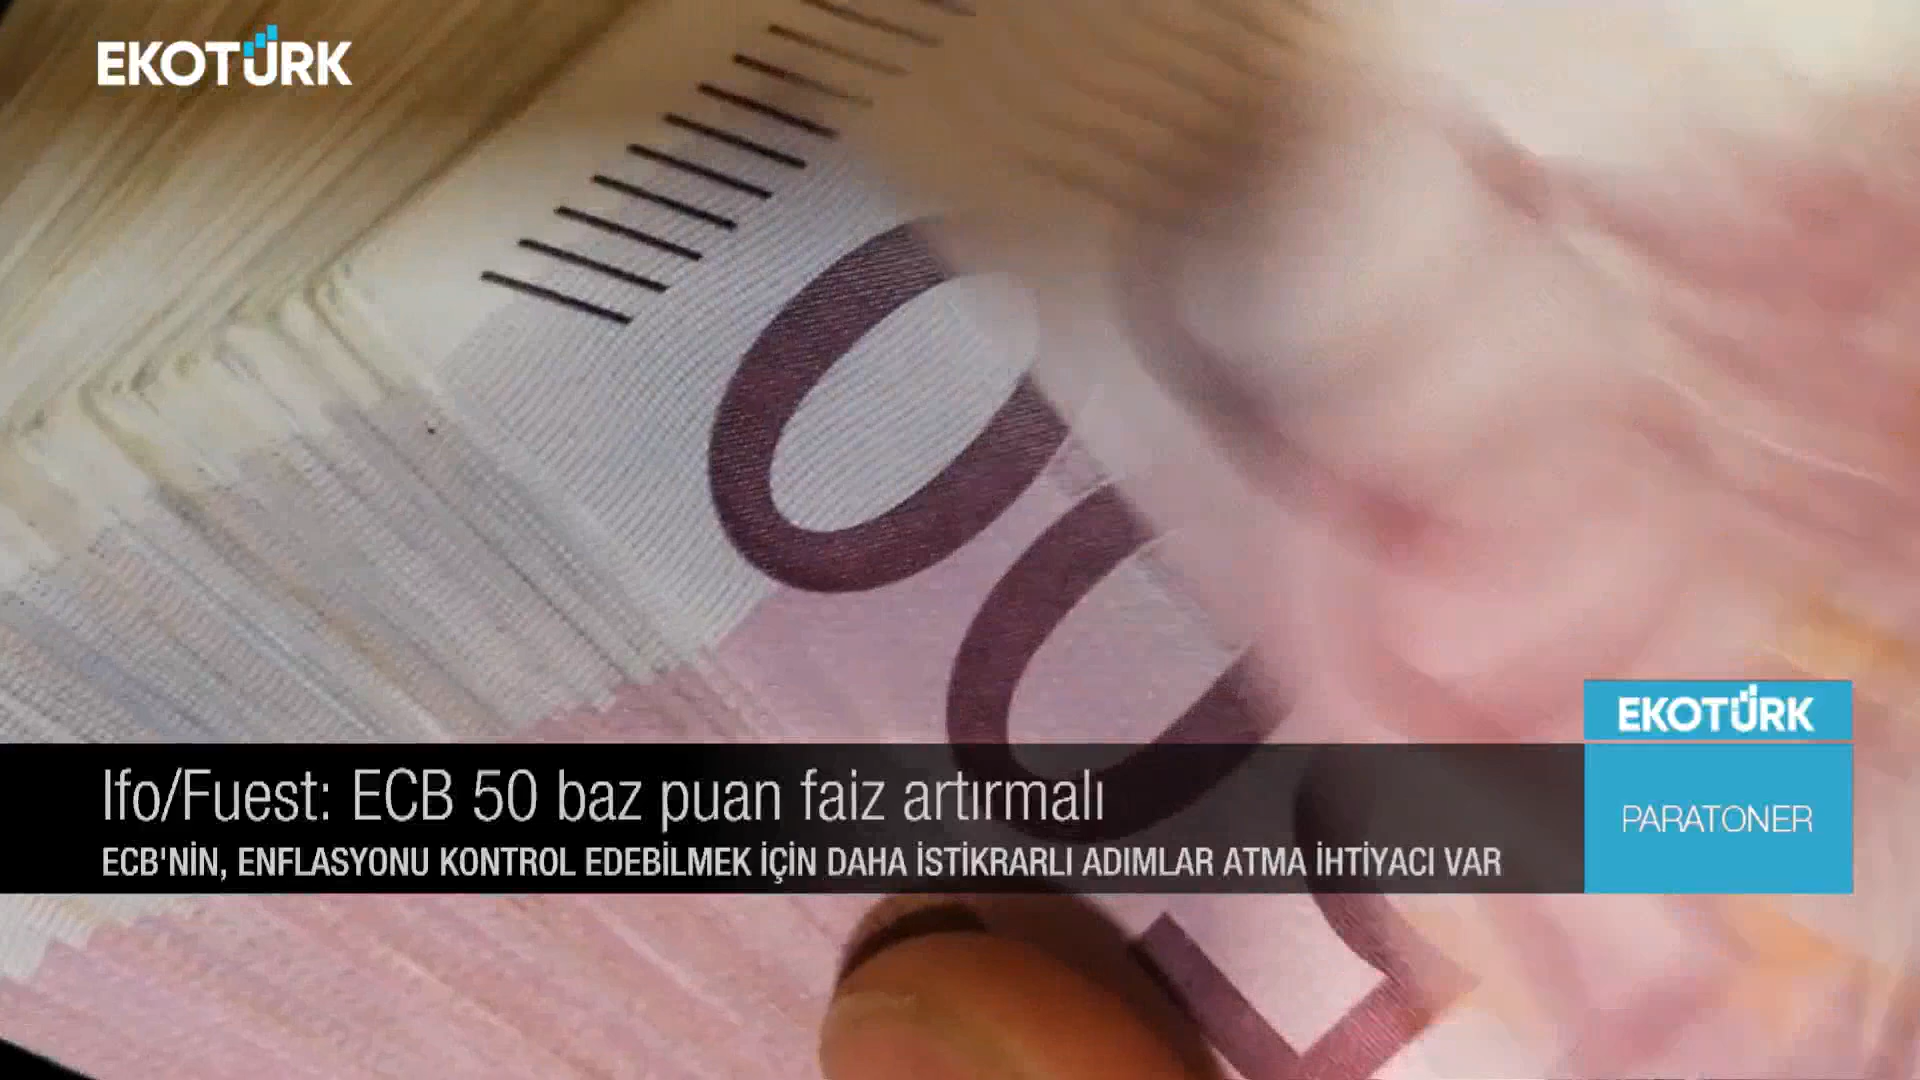 EKOTÜRK
EKOTÜRK
Ifo/Fuest: ECB 50 baz puan faiz artırmalı
ECB'NİN, ENFLASYONU KONTROL EDEBİLMEK İÇİN DAHA İSTİKRARLI ADIMLAR ATMA İHTİYACI VAR
PARATONER
500